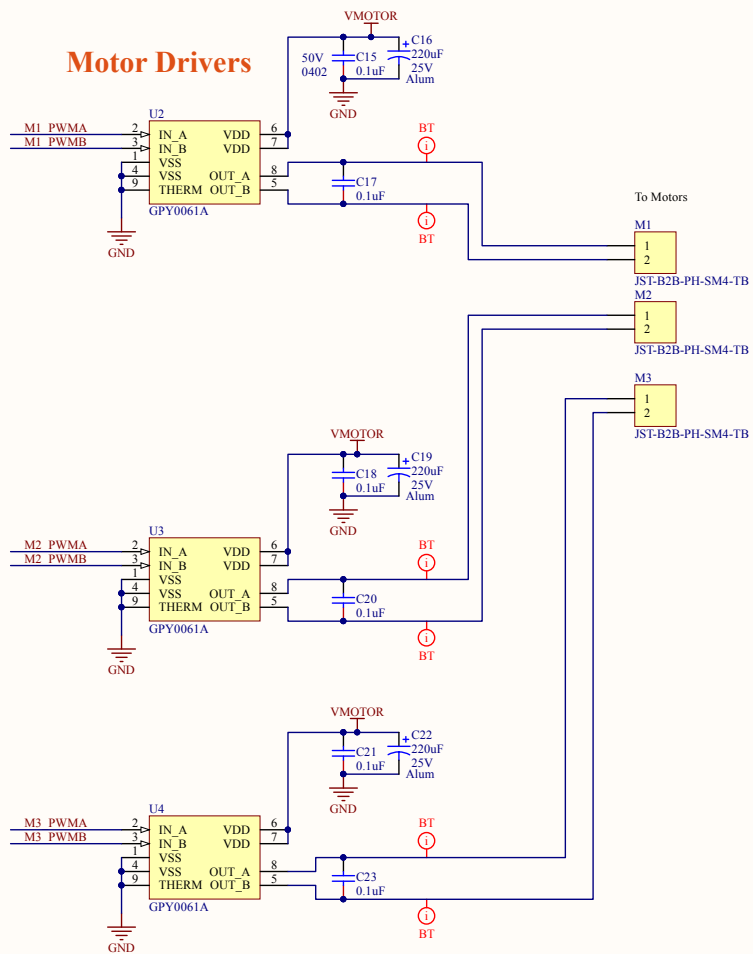 Motor Drivers
VMOTOR
50V
0402
C15
0.1uF
+
C16
220uF
25V
Alum
GND
U2
M1_PWMA
M1_PWMB
2
3
1
4
9
IN_A
IN_B
VSS
VSS
THERM
VDD
VDD
OUT_A
OUT_B
6
7
8
5
GPY0061A
GND
C17
0.1uF
BT
i
i
BT
To Motors
M1
1
2
JST-B2B-PH-SM4-TB
M2
1
2
JST-B2B-PH-SM4-TB
M3
1
2
JST-B2B-PH-SM4-TB
VMOTOR
C18
0.1uF
+
C19
220uF
25V
Alum
GND
U3
M2_PWMA
M2_PWMB
2
3
1
4
9
IN_A
IN_B
VSS
VSS
THERM
VDD
VDD
OUT_A
OUT_B
6
7
8
5
GPY0061A
GND
C20
0.1uF
BT
i
i
BT
VMOTOR
C21
0.1uF
+
C22
220uF
25V
Alum
GND
U4
M3_PWMA
M3_PWMB
2
3
1
4
9
IN_A
IN_B
VSS
VSS
THERM
VDD
VDD
OUT_A
OUT_B
6
7
8
5
GPY0061A
GND
C23
0.1uF
BT
i
i
BT